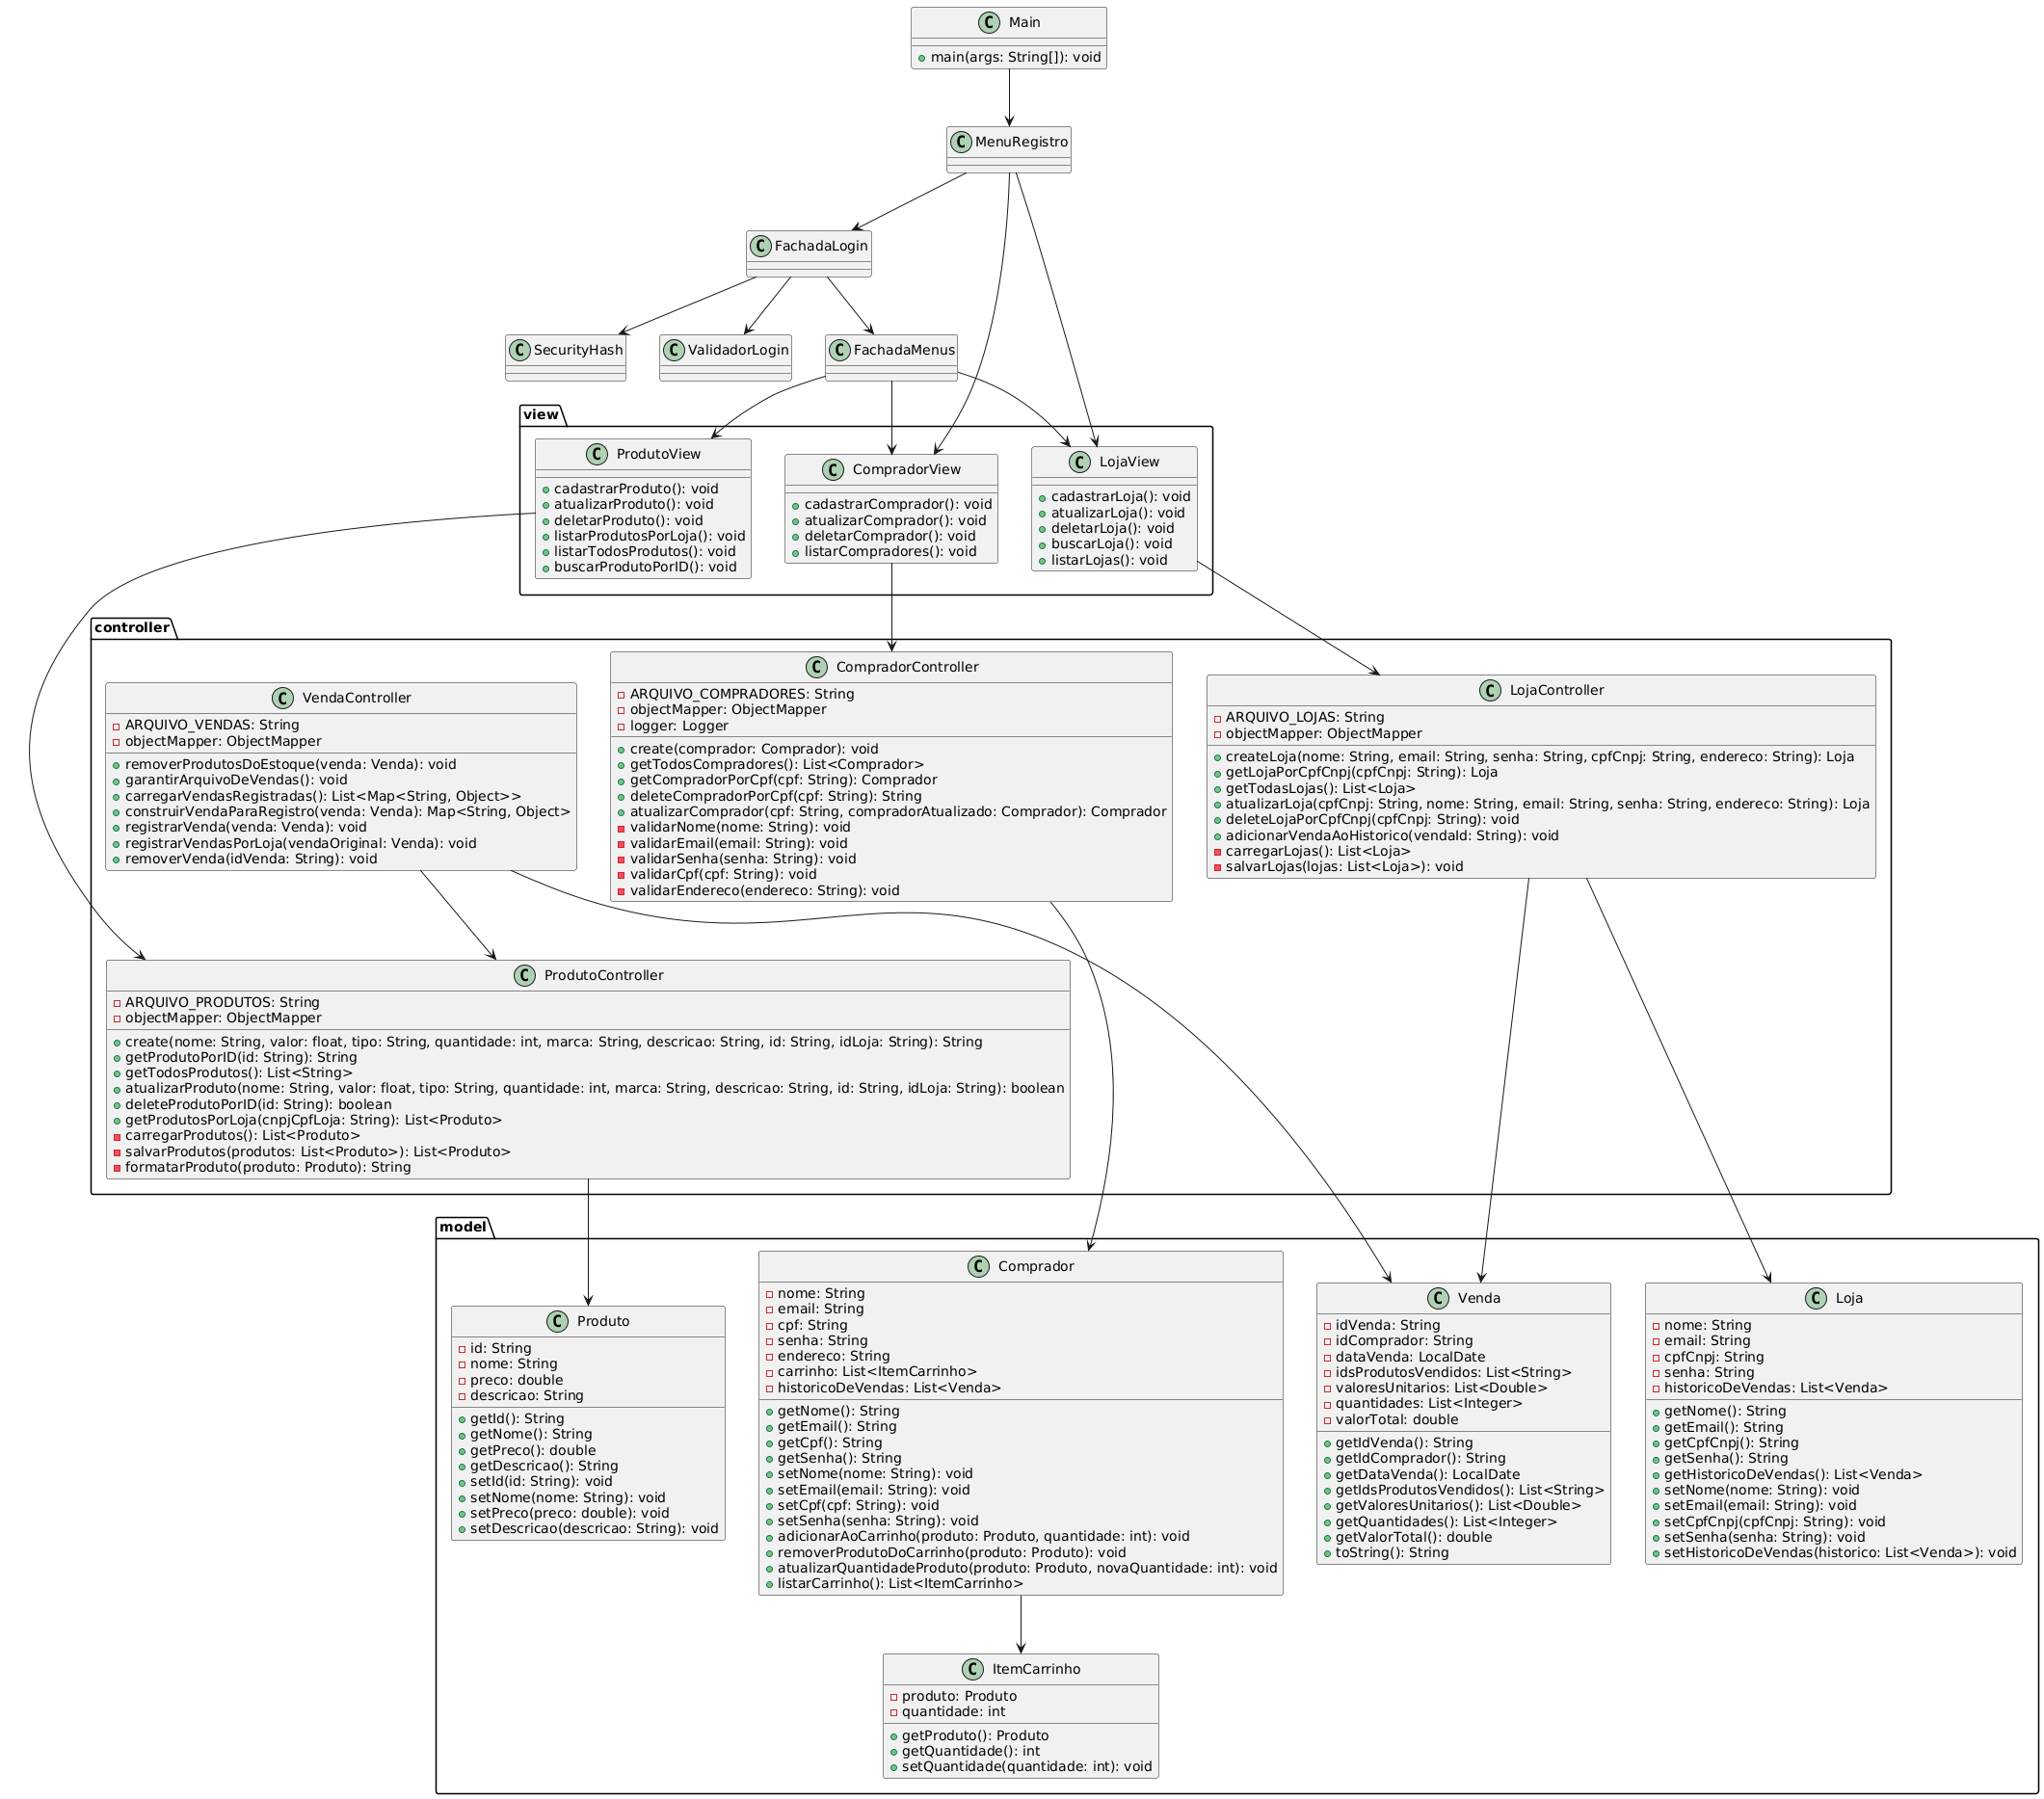 C Main
main(args: String[]): void
C MenuRegistro
C FachadaLogin
C SecurityHash
C ValidadorLogin
C FachadaMenus
view
C ProdutoView
cadastrarProduto(): void
atualizarProduto(): void
deletarProduto(): void
listarProdutosPorLoja(): void
listarTodosProdutos(): void
buscarProdutoPorID(): void
C CompradorView
cadastrarComprador(): void
atualizarComprador(): void
deletarComprador(): void
listarCompradores(): void
C LojaView
cadastrarLoja(): void
atualizarLoja(): void
deletarLoja(): void
buscarLoja(): void
listarLojas(): void
controller
C VendaController
ARQUIVO_VENDAS: String
objectMapper: ObjectMapper
removerProdutosDoEstoque(venda: Venda): void
garantirArquivoDeVendas(): void
carregarVendasRegistradas(): List<Map<String, Object>>
construirVendaParaRegistro(venda: Venda): Map<String, Object>
registrarVenda(venda: Venda): void
registrarVendasPorLoja(vendaOriginal: Venda): void
removerVenda(idVenda: String): void
C CompradorController
ARQUIVO_COMPRADORES: String
objectMapper: ObjectMapper
logger: Logger
create(comprador: Comprador): void
getTodosCompradores(): List<Comprador>
getCompradorPorCpf(cpf: String): Comprador
deleteCompradorPorCpf(cpf: String): String
atualizarComprador(cpf: String, compradorAtualizado: Comprador): Comprador
validarNome(nome: String): void
validarEmail(email: String): void
validarSenha(senha: String): void
validarCpf(cpf: String): void
validarEndereco(endereco: String): void
C LojaController
ARQUIVO_LOJAS: String
objectMapper: ObjectMapper
createLoja(nome: String, email: String, senha: String, cpfCnpj: String, endereco: String): Loja
getLojaPorCpfCnpj(cpfCnpj: String): Loja
getTodasLojas(): List<Loja>
atualizarLoja(cpfCnpj: String, nome: String, email: String, senha: String, endereco: String): Loja
deleteLojaPorCpfCnpj(cpfCnpj: String): void
adicionarVendaAoHistorico(vendaId: String): void
carregarLojas(): List<Loja>
salvarLojas(lojas: List<Loja>): void
C ProdutoController
ARQUIVO_PRODUTOS: String
objectMapper: ObjectMapper
create(nome: String, valor: float, tipo: String, quantidade: int, marca: String, descricao: String, id: String, idLoja: String): String
getProdutoPorID(id: String): String
getTodosProdutos(): List<String>
atualizarProduto(nome: String, valor: float, tipo: String, quantidade: int, marca: String, descricao: String, id: String, idLoja: String): boolean
deleteProdutoPorID(id: String): boolean
getProdutosPorLoja(cnpjCpfLoja: String): List<Produto>
carregarProdutos(): List<Produto>
salvarProdutos(produtos: List<Produto>): List<Produto>
formatarProduto(produto: Produto): String
model
C Produto
id: String
nome: String
preco: double
descricao: String
getId(): String
getNome(): String
getPreco(): double
getDescricao(): String
setId(id: String): void
setNome(nome: String): void
setPreco(preco: double): void
setDescricao(descricao: String): void
C Comprador
nome: String
email: String
cpf: String
senha: String
endereco: String
carrinho: List<ItemCarrinho>
historicoDeVendas: List<Venda>
getNome(): String
getEmail(): String
getCpf(): String
getSenha(): String
setNome(nome: String): void
setEmail(email: String): void
setCpf(cpf: String): void
setSenha(senha: String): void
adicionarAoCarrinho(produto: Produto, quantidade: int): void
removerProdutoDoCarrinho(produto: Produto): void
atualizarQuantidadeProduto(produto: Produto, novaQuantidade: int): void
listarCarrinho(): List<ItemCarrinho>
C Venda
idVenda: String
idComprador: String
dataVenda: LocalDate
idsProdutosVendidos: List<String>
valoresUnitarios: List<Double>
quantidades: List<Integer>
valorTotal: double
getIdVenda(): String
getIdComprador(): String
getDataVenda(): LocalDate
getIdsProdutosVendidos(): List<String>
getValoresUnitarios(): List<Double>
getQuantidades(): List<Integer>
getValorTotal(): double
toString(): String
C Loja
nome: String
email: String
cpfCnpj: String
senha: String
historicoDeVendas: List<Venda>
getNome(): String
getEmail(): String
getCpfCnpj(): String
getSenha(): String
getHistoricoDeVendas(): List<Venda>
setNome(nome: String): void
setEmail(email: String): void
setCpfCnpj(cpfCnpj: String): void
setSenha(senha: String): void
setHistoricoDeVendas(historico: List<Venda>): void
C ItemCarrinho
produto: Produto
quantidade: int
getProduto(): Produto
getQuantidade(): int
setQuantidade(quantidade: int): void